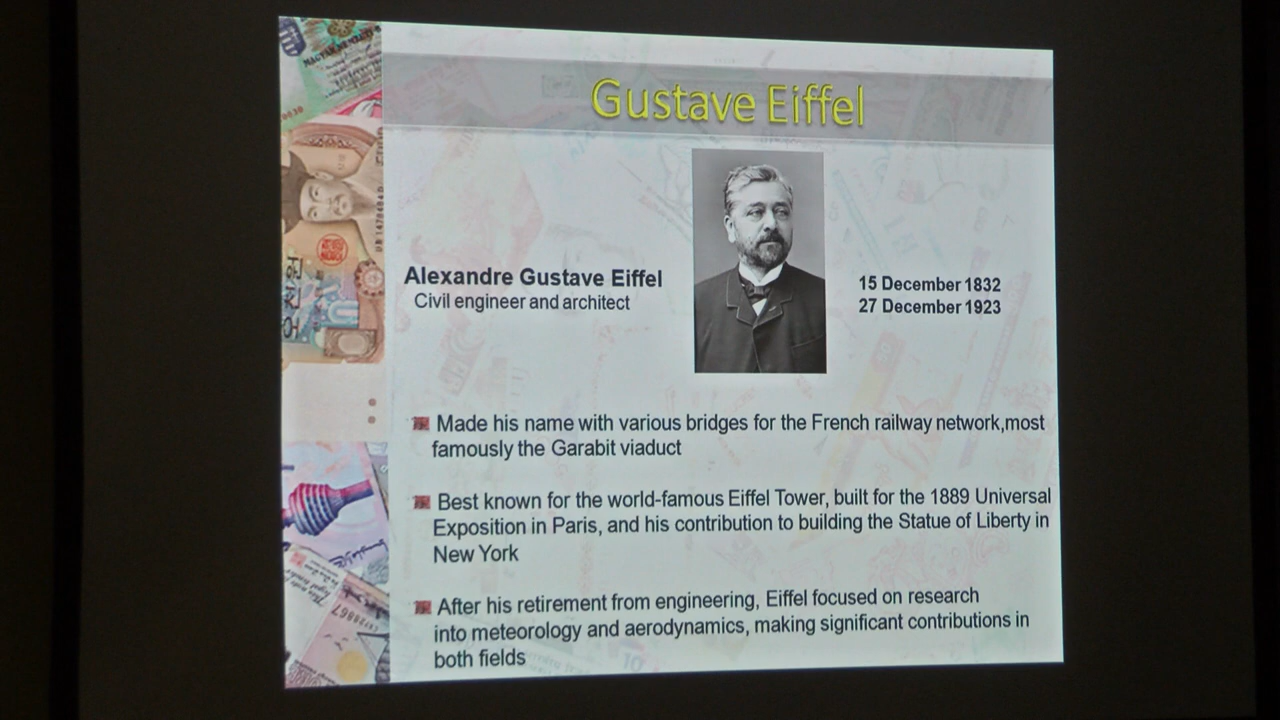 Gustave Eiffel
Alexandre Gustave Eiffel
Civil engineer and architect
15 December 1832
27 December 1923
Made his name with various bridges for the French railway network,most
famously the Garabit viaduct
Best known for the world-famous Eiffel Tower, built for the 1889 Universal
Exposition in Paris, and his contribution to building the Statue of Liberty in
New York
After his retirement from engineering, Eiffel focused on research
into meteorology and aerodynamics, making significant contributions in
both fields